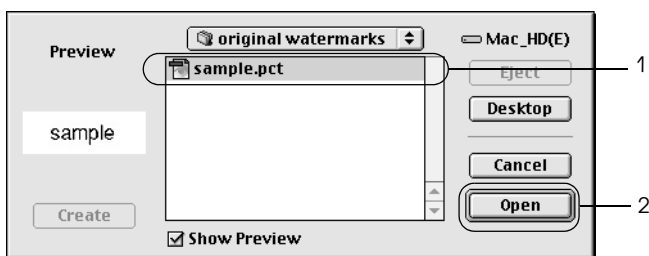 Preview
original watermarks
Mac_HD(E)
sample.pct
1
Eject
Desktop
sample
Cancel
Open
2
Create
Show Preview